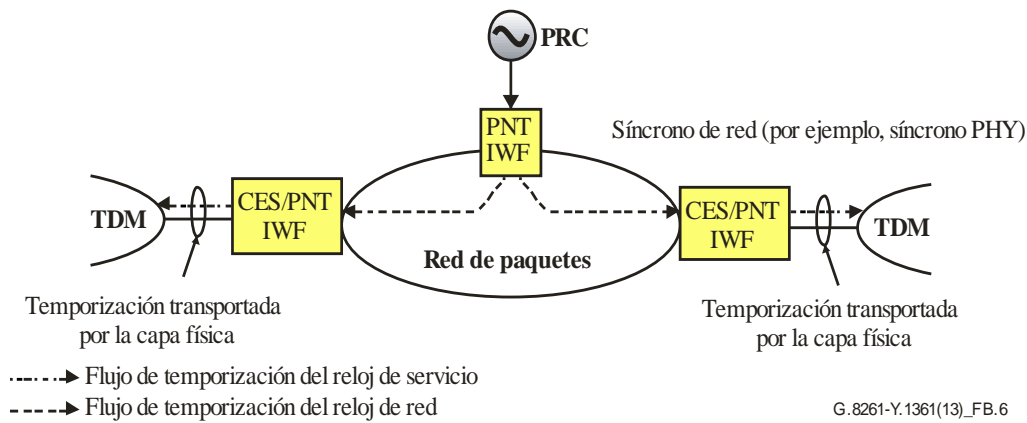 PRC
PNT
IWF
Síncrono de red (por ejemplo, síncrono PHY)
TDM
CES/PNT
IWF
Red de paquetes
CES/PNT
IWF
TDM
Temporización transportada
por la capa física
Temporización transportada
por la capa física
Flujo de temporización del reloj de servicio
Flujo de temporización del reloj de red
G.8261-Y.1361(13)_FB.6